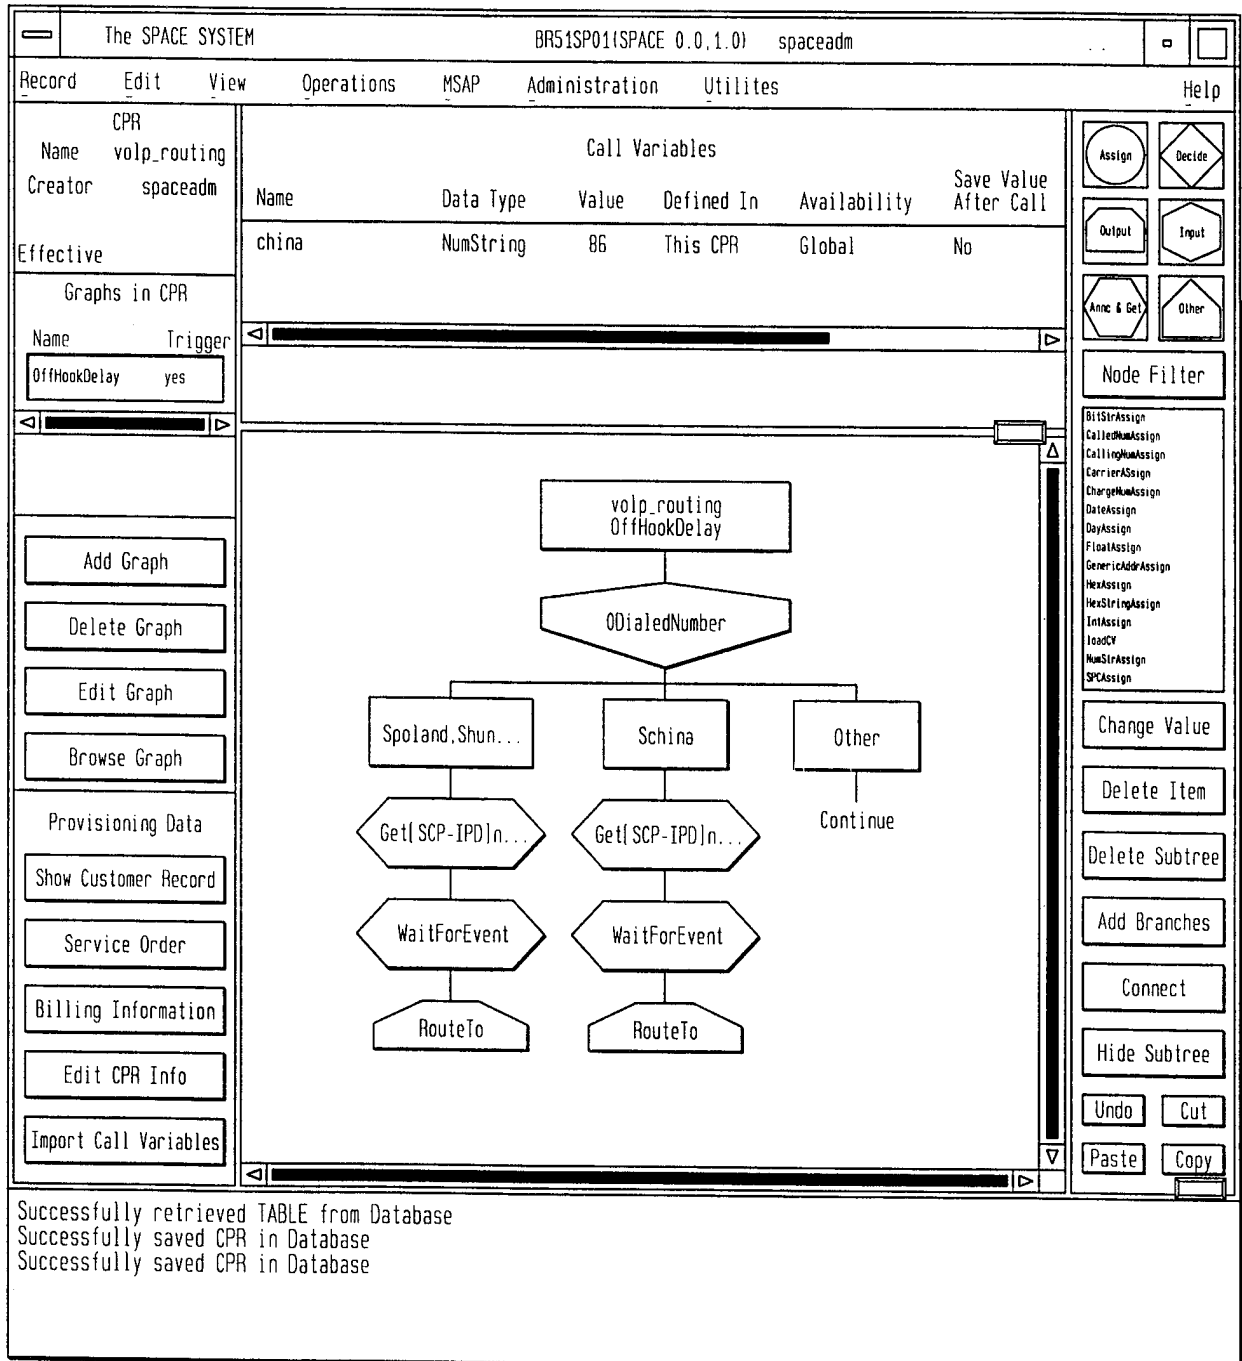 The SPACE SYSTEM BR51SP01(SPACE 0.0,1.0) spaceadm
Record Edit View Operations MSAP Administration Utilites Help
CPR
Name volp_routing
Creator spaceadm
Effective
Graphs in CPR
Name Trigger
OffHookDelay yes
Add Graph
Delete Graph
Edit Graph
Browse Graph
Provisioning Data
Show Customer Record
Service Order
Billing Information
Edit CPR Info
Import Call Variables
Call Variables
Name Data Type Value Defined In Availability Save Value After Call
china NumString 86 This CPR Global No
volp_routing
OffHookDelay
ODialedNumber
Spoland,Shun... Schina Other
Get[SCP-IPD]n... Get[SCP-IPD]n... Continue
WaitForEvent WaitForEvent
RouteTo RouteTo
Assign Decide
Output Input
Annc & Get Other
Node Filter
BitStrAssign
CalledNumAssign
CallingNumAssign
CarrierASsign
ChargeNumAssign
DateAssign
DayAssign
FloatAssign
GenericAddrAssign
HexAssign
HexStringAssign
IntAssign
loadCV
NumStrAssign
SPCAssign
Change Value
Delete Item
Delete Subtree
Add Branches
Connect
Hide Subtree
Undo Cut
Paste Copy
Successfully retrieved TABLE from Database
Successfully saved CPR in Database
Successfully saved CPR in Database